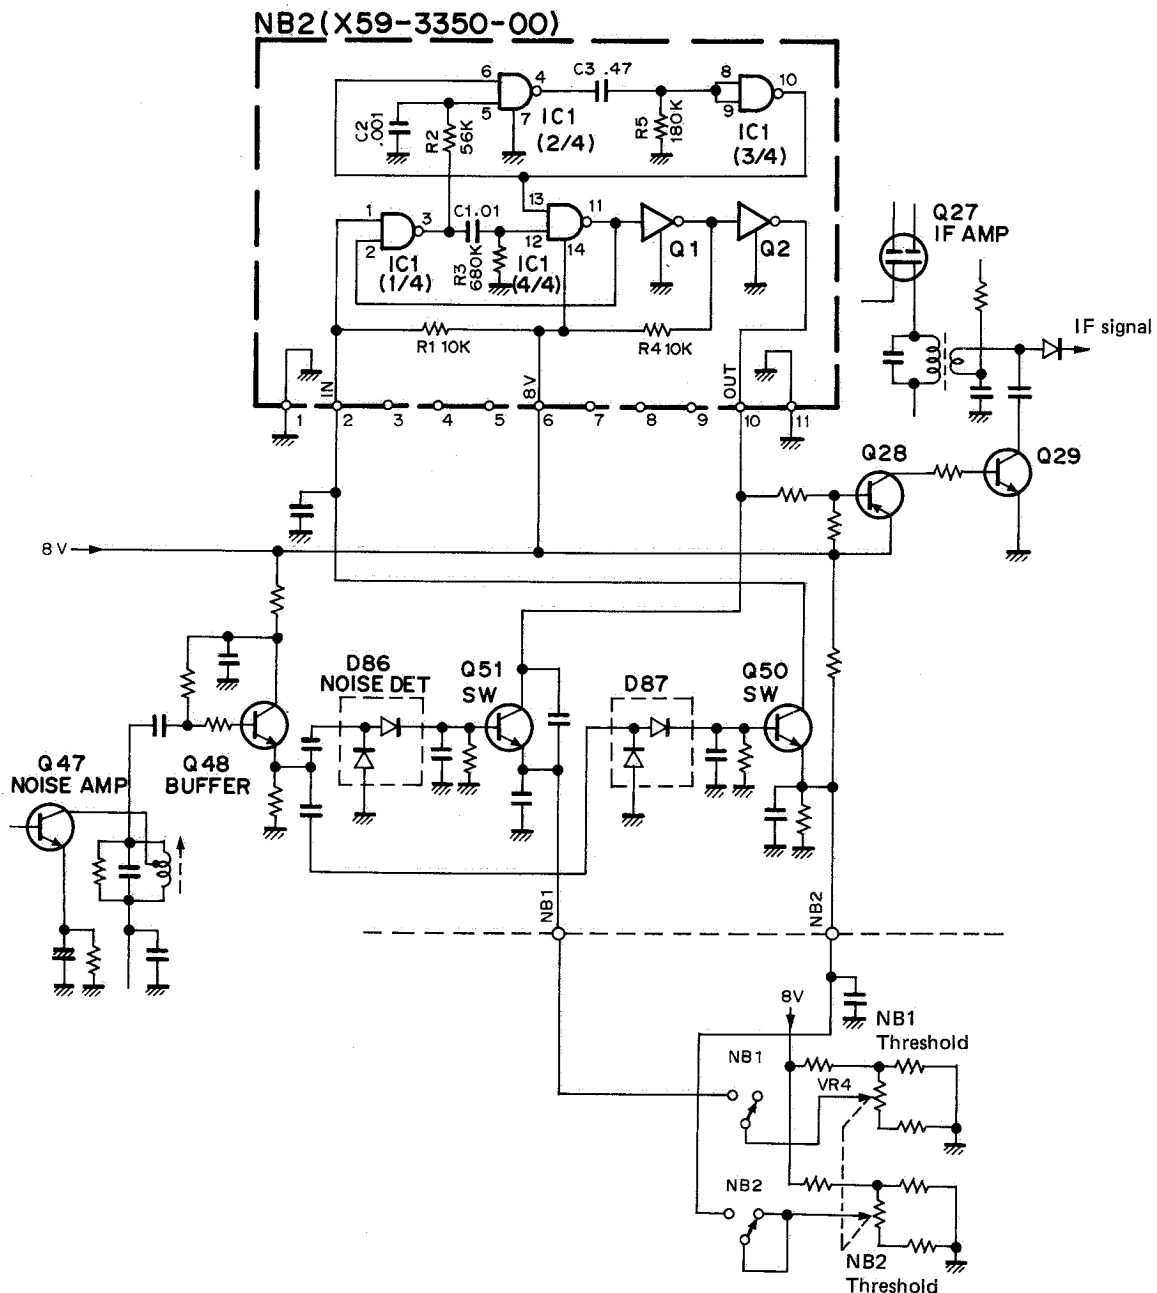 NB2(X59-3350-00)
6
5
4
7
IC1
(2/4)
C3 .47
8
9
10
IC1
(3/4)
C2
.001
R2
56K
R5
180K
1
2
3
IC1
(1/4)
C1.01
R3
680K
13
12
11
14
IC1
(4/4)
Q1
Q2
R1 10K
R4 10K
IN
8V
OUT
1
2
3
4
5
6
7
8
9
10
11
Q27
IF AMP
IF signal
Q28
Q29
8V
D86
NOISE DET
Q51
SW
D87
Q50
SW
Q47
NOISE AMP
Q48
BUFFER
NB1
NB2
8V
NB1
Threshold
NB1
VR4
NB2
NB2
Threshold